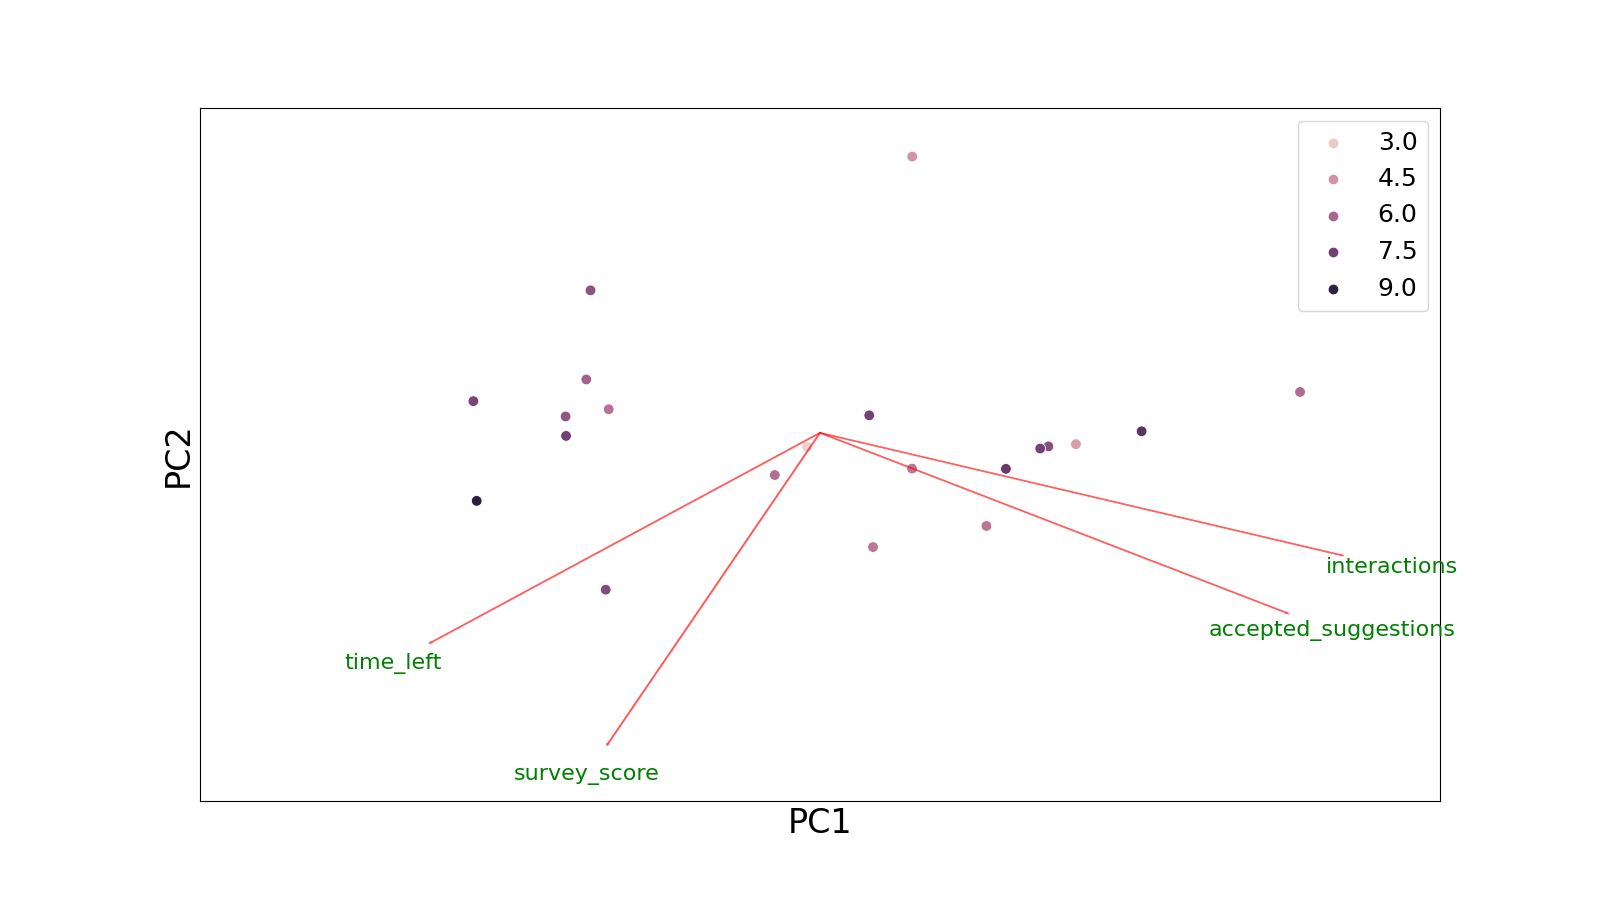 3.0
4.5
6.0
7.5
9.0
PC2
interactions
accepted_suggestions
time_left
survey_score
PC1